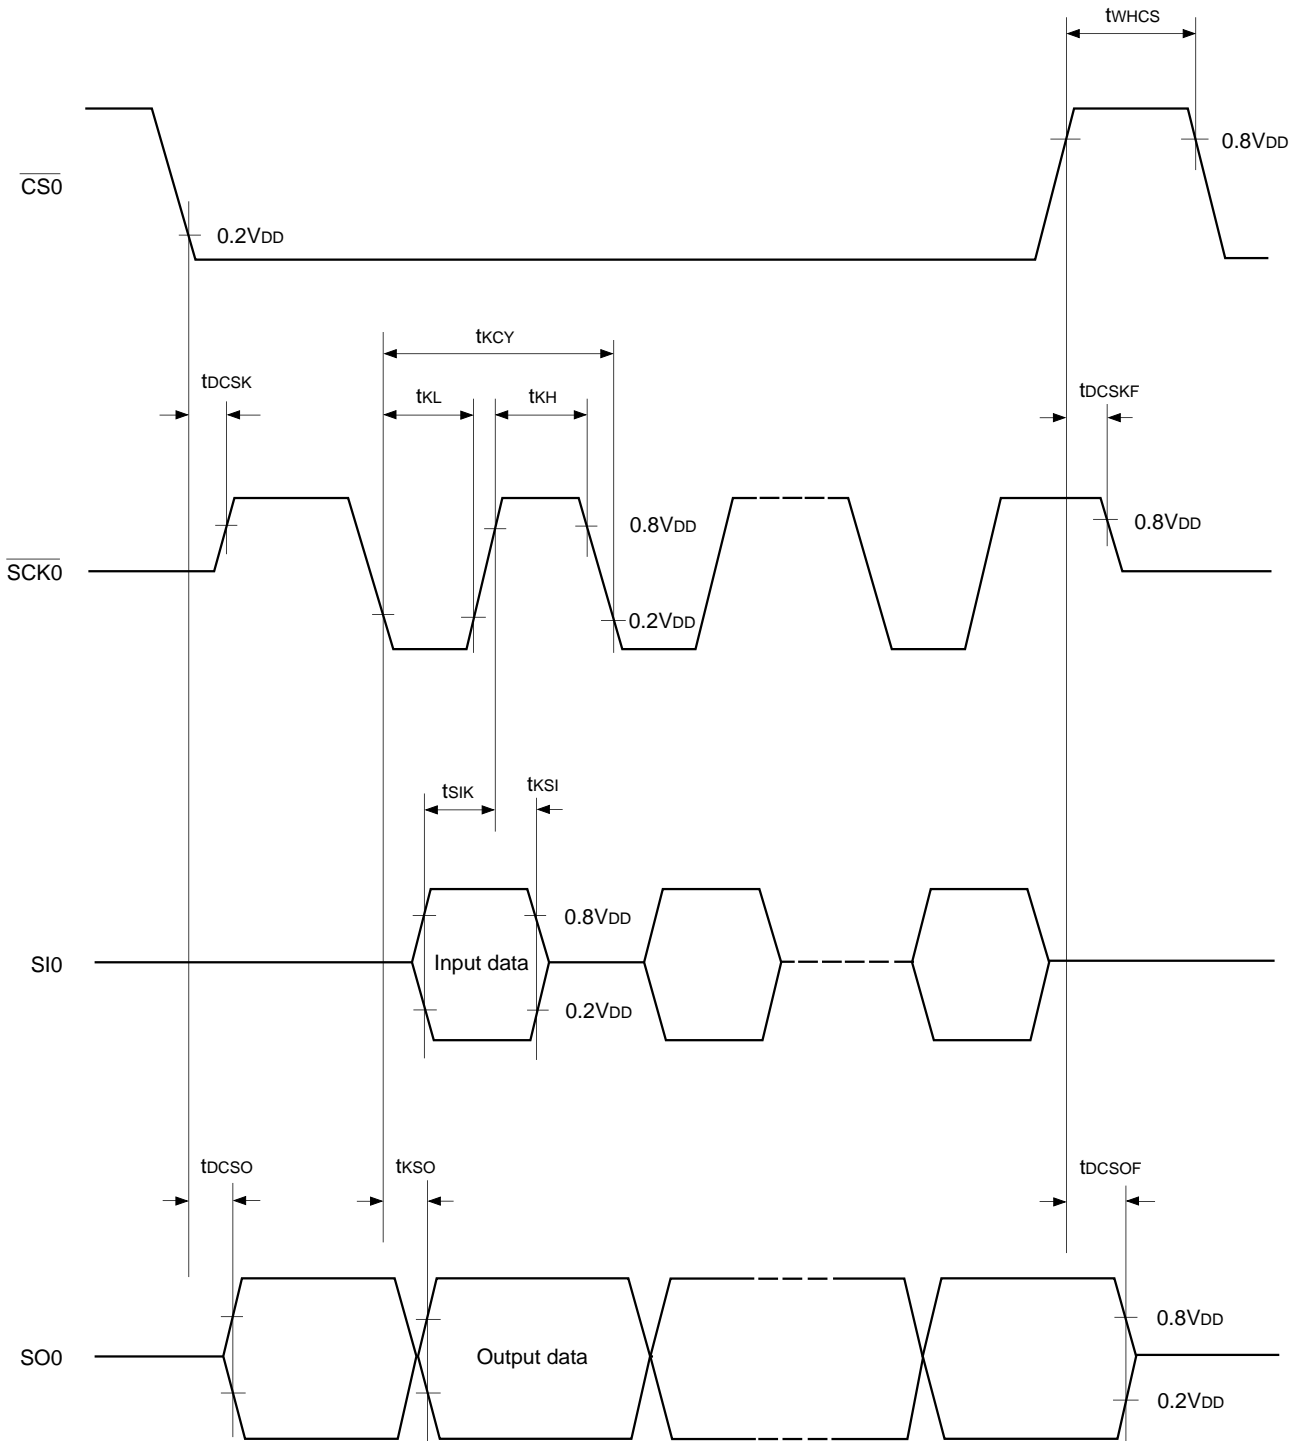 tWHCS
0.8VDD
CS0
0.2VDD
tKCY
tDCSK
tKL
tKH
tDCSKF
0.8VDD
0.8VDD
SCK0
0.2VDD
tSIK
tKSI
0.8VDD
SI0
Input data
0.2VDD
tDCSO
tKSO
tDCSOF
0.8VDD
SO0
Output data
0.2VDD